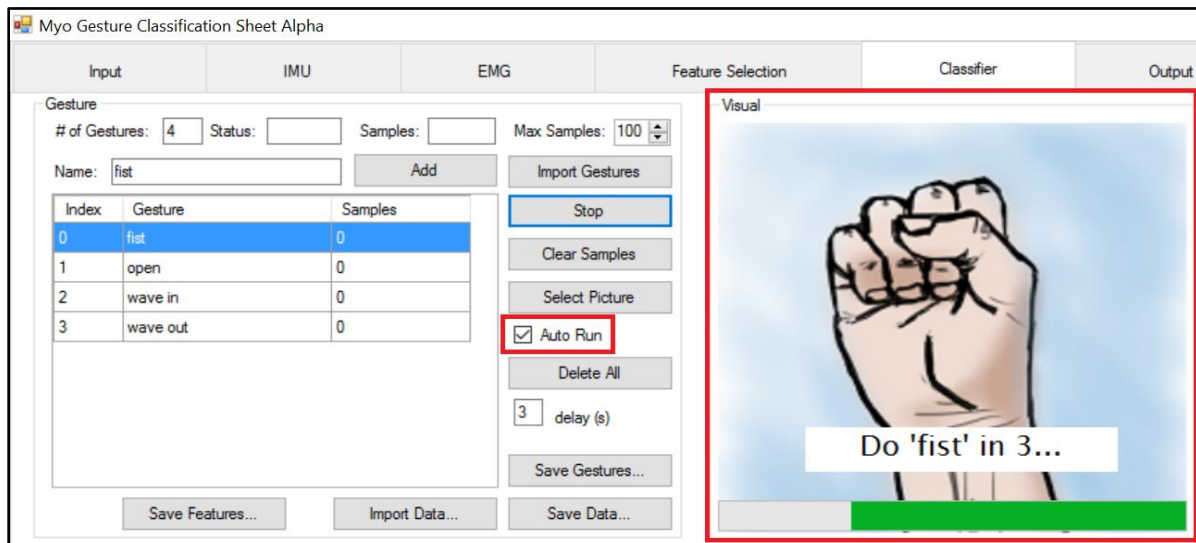 Myo Gesture Classification Sheet Alpha
Input IMU EMG Feature Selection Classifier Output
Gesture
# of Gestures: 4 Status: Samples: Max Samples: 100
Name: fist Add Import Gestures
Index Gesture Samples
0 fist 0
1 open 0
2 wave in 0
3 wave out 0
Stop
Clear Samples
Select Picture
Auto Run
Delete All
3 delay (s)
Save Gestures...
Save Features... Import Data... Save Data...
Visual
Do 'fist' in 3...